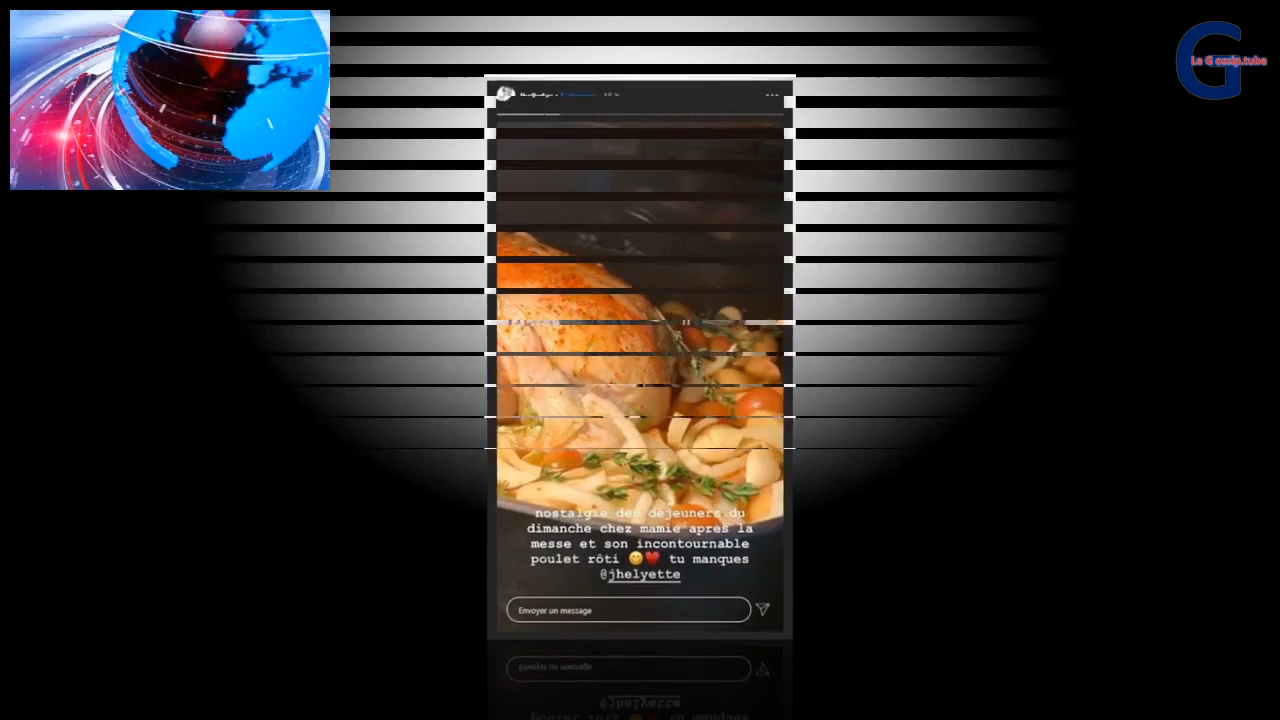 Le G ossip.tube
nostalgie des déjeuners du
dimanche chez mamie après la
messe et son incontournable
poulet rôti 😋❤️ tu manques
@jhelyette
Envoyer un message